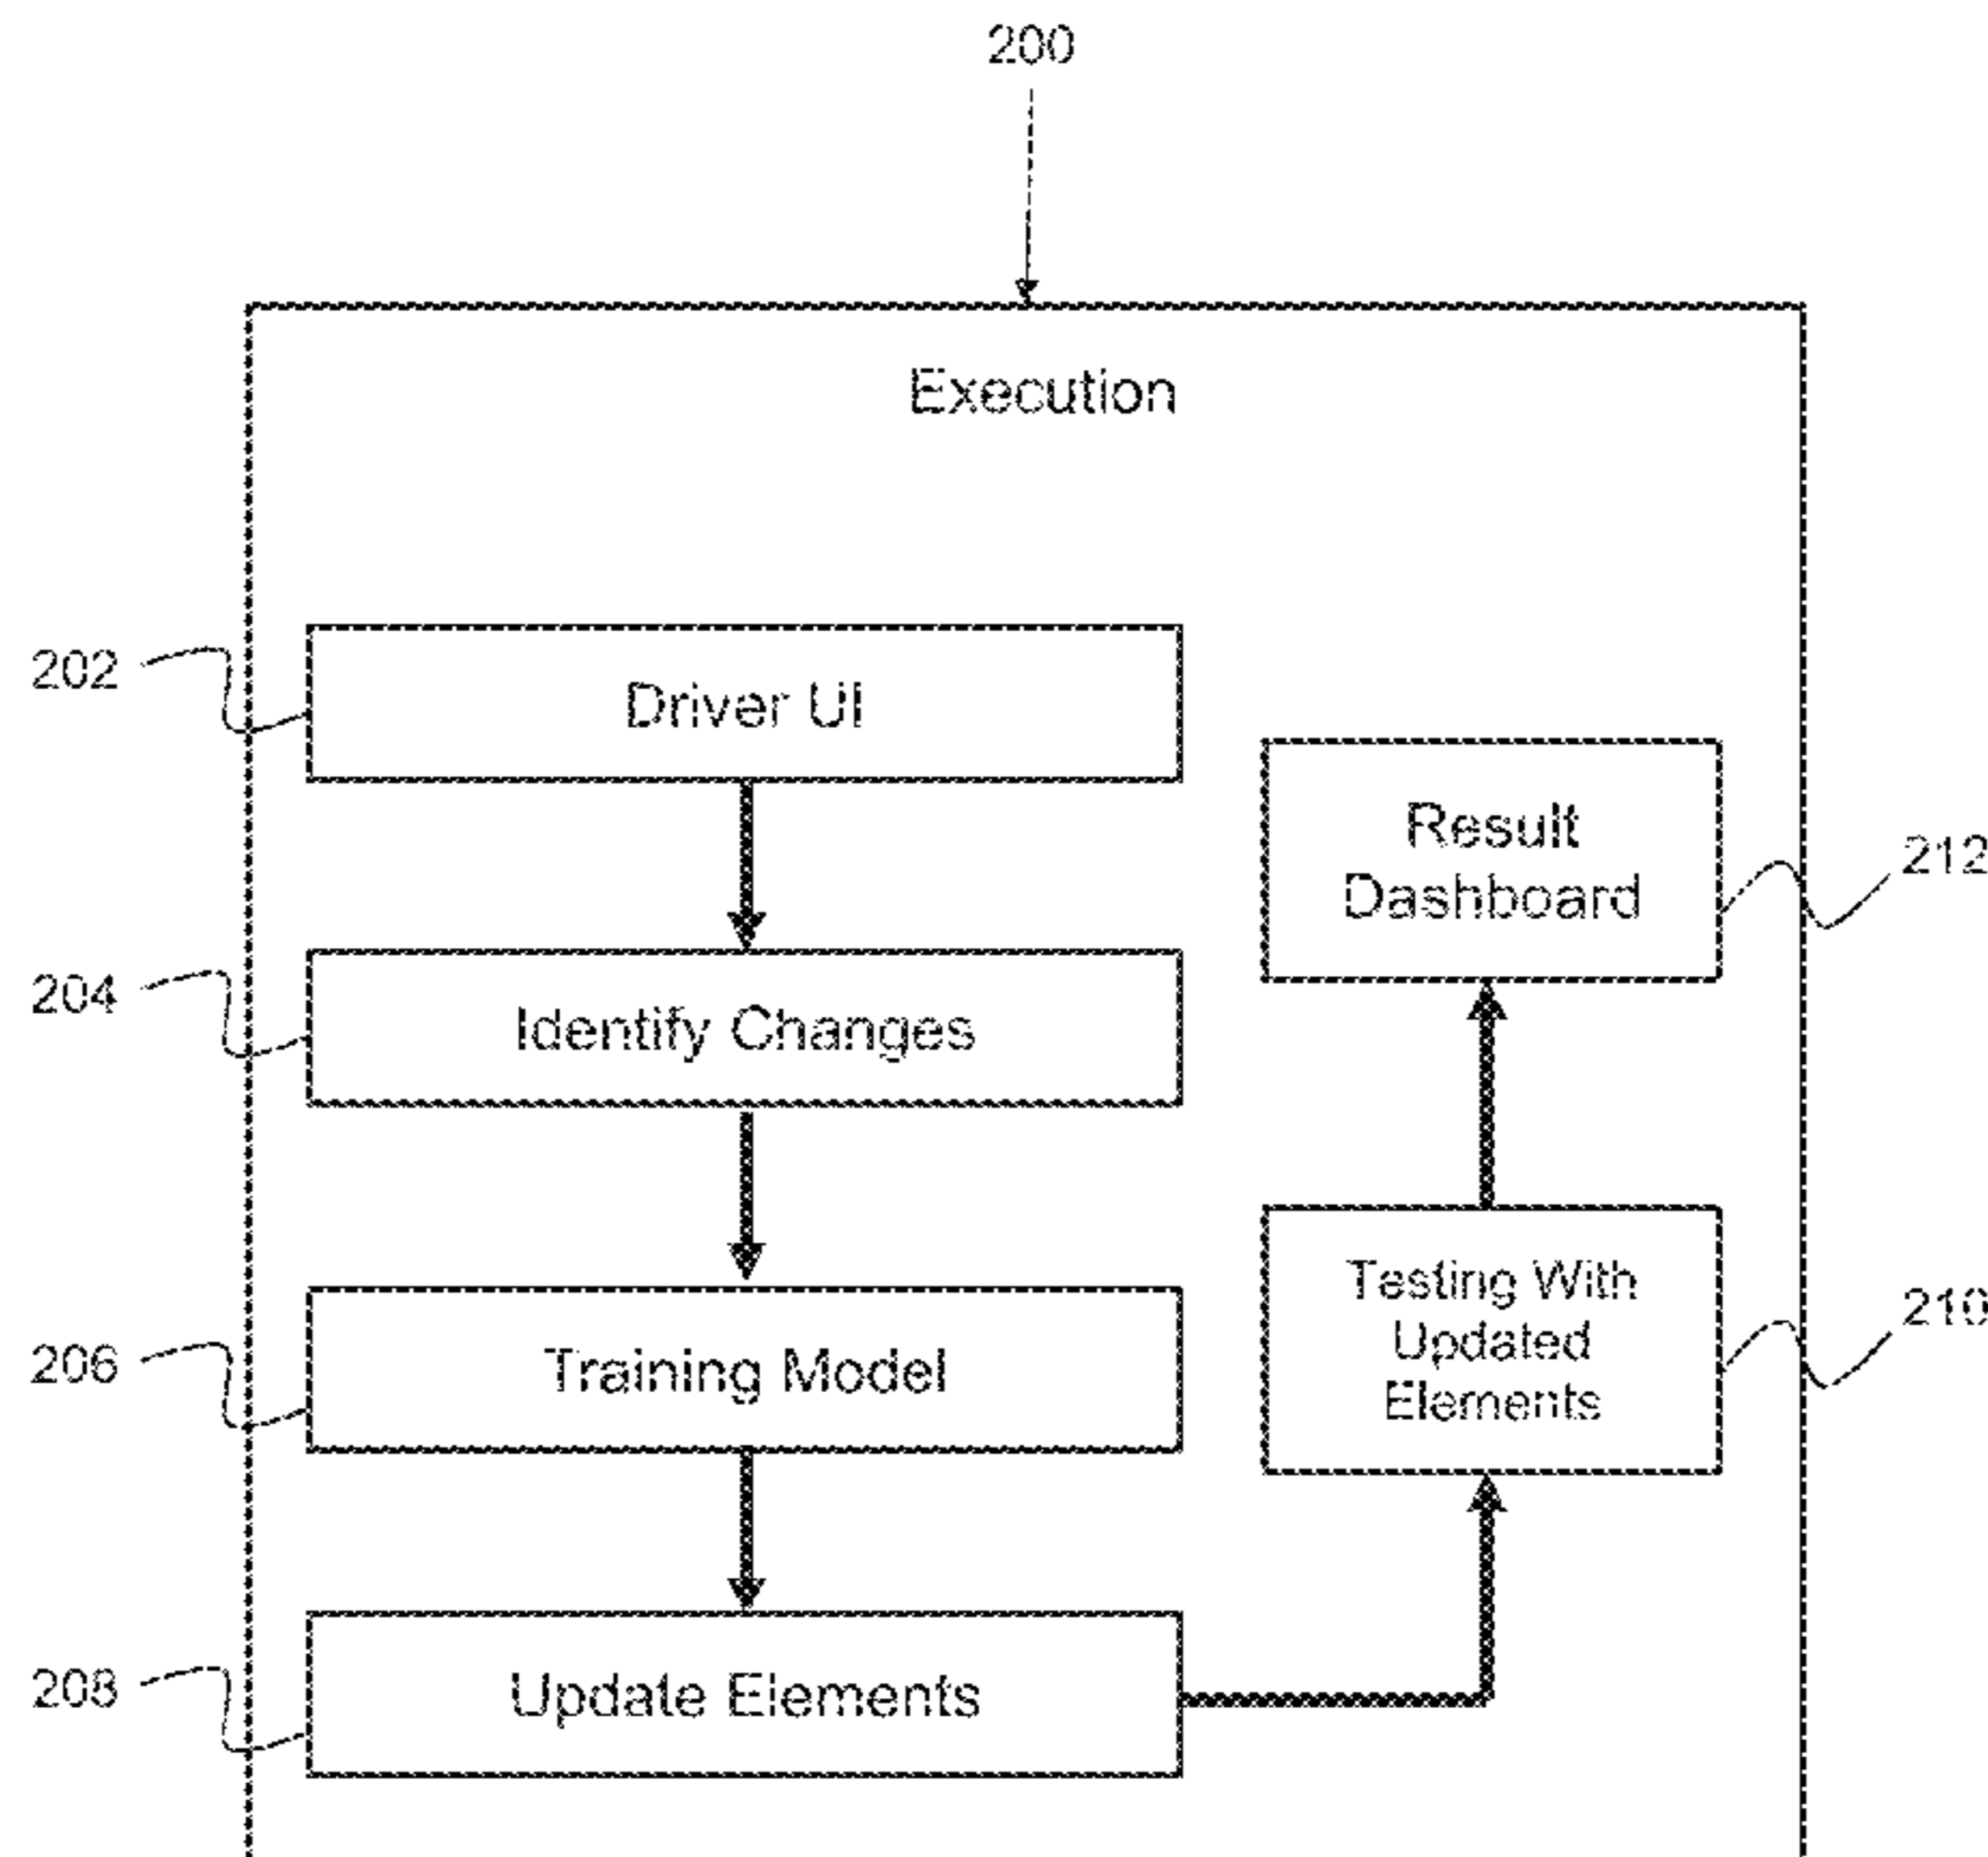 200
Execution
202
Driver UI
204
Identify Changes
206
Training Model
208
Update Elements
Result
Dashboard
212
Testing With
Updated
Elements
210